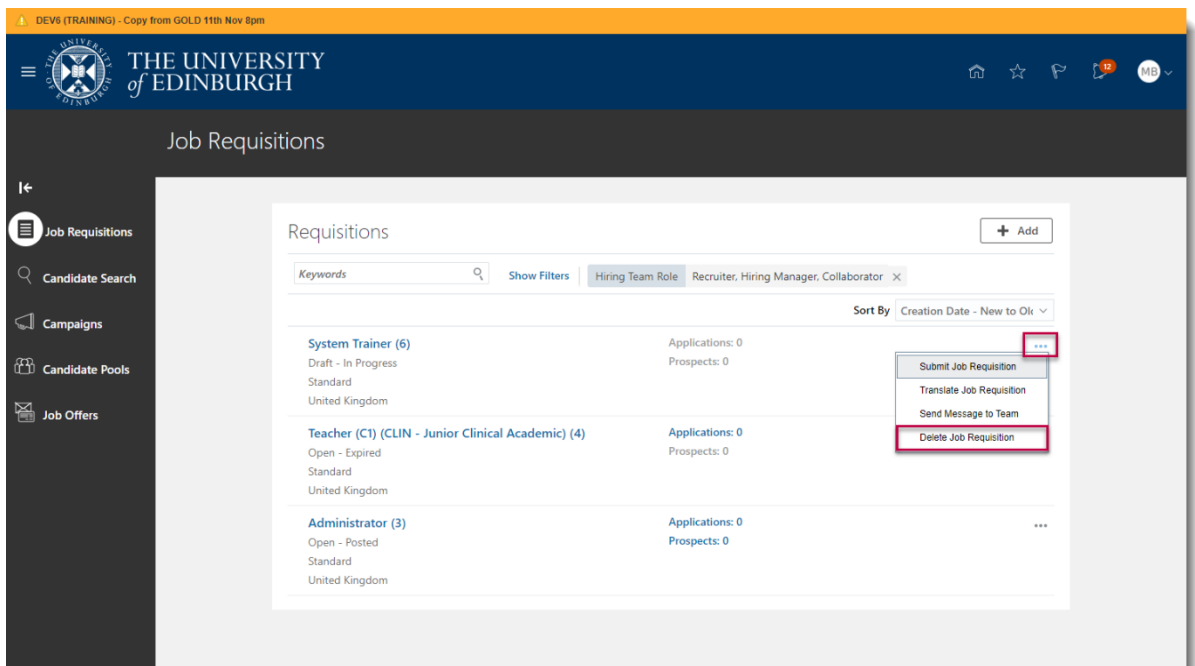 DEV6 (TRAINING) - Copy from GOLD 11th Nov 8pm
THE UNIVERSITY
of EDINBURGH
12
MB
Job Requisitions
Job Requisitions
Candidate Search
Campaigns
Candidate Pools
Job Offers
Requisitions
+ Add
Keywords Show Filters Hiring Team Role Recruiter, Hiring Manager, Collaborator ×
Sort By Creation Date - New to Olc
System Trainer (6) Applications: 0 ...
Draft - In Progress Prospects: 0
Standard
United Kingdom
Submit Job Requisition
Translate Job Requisition
Send Message to Team
Delete Job Requisition
Teacher (C1) (CLIN - Junior Clinical Academic) (4) Applications: 0
Open - Expired Prospects: 0
Standard
United Kingdom
Administrator (3) Applications: 0 ...
Open - Posted Prospects: 0
Standard
United Kingdom